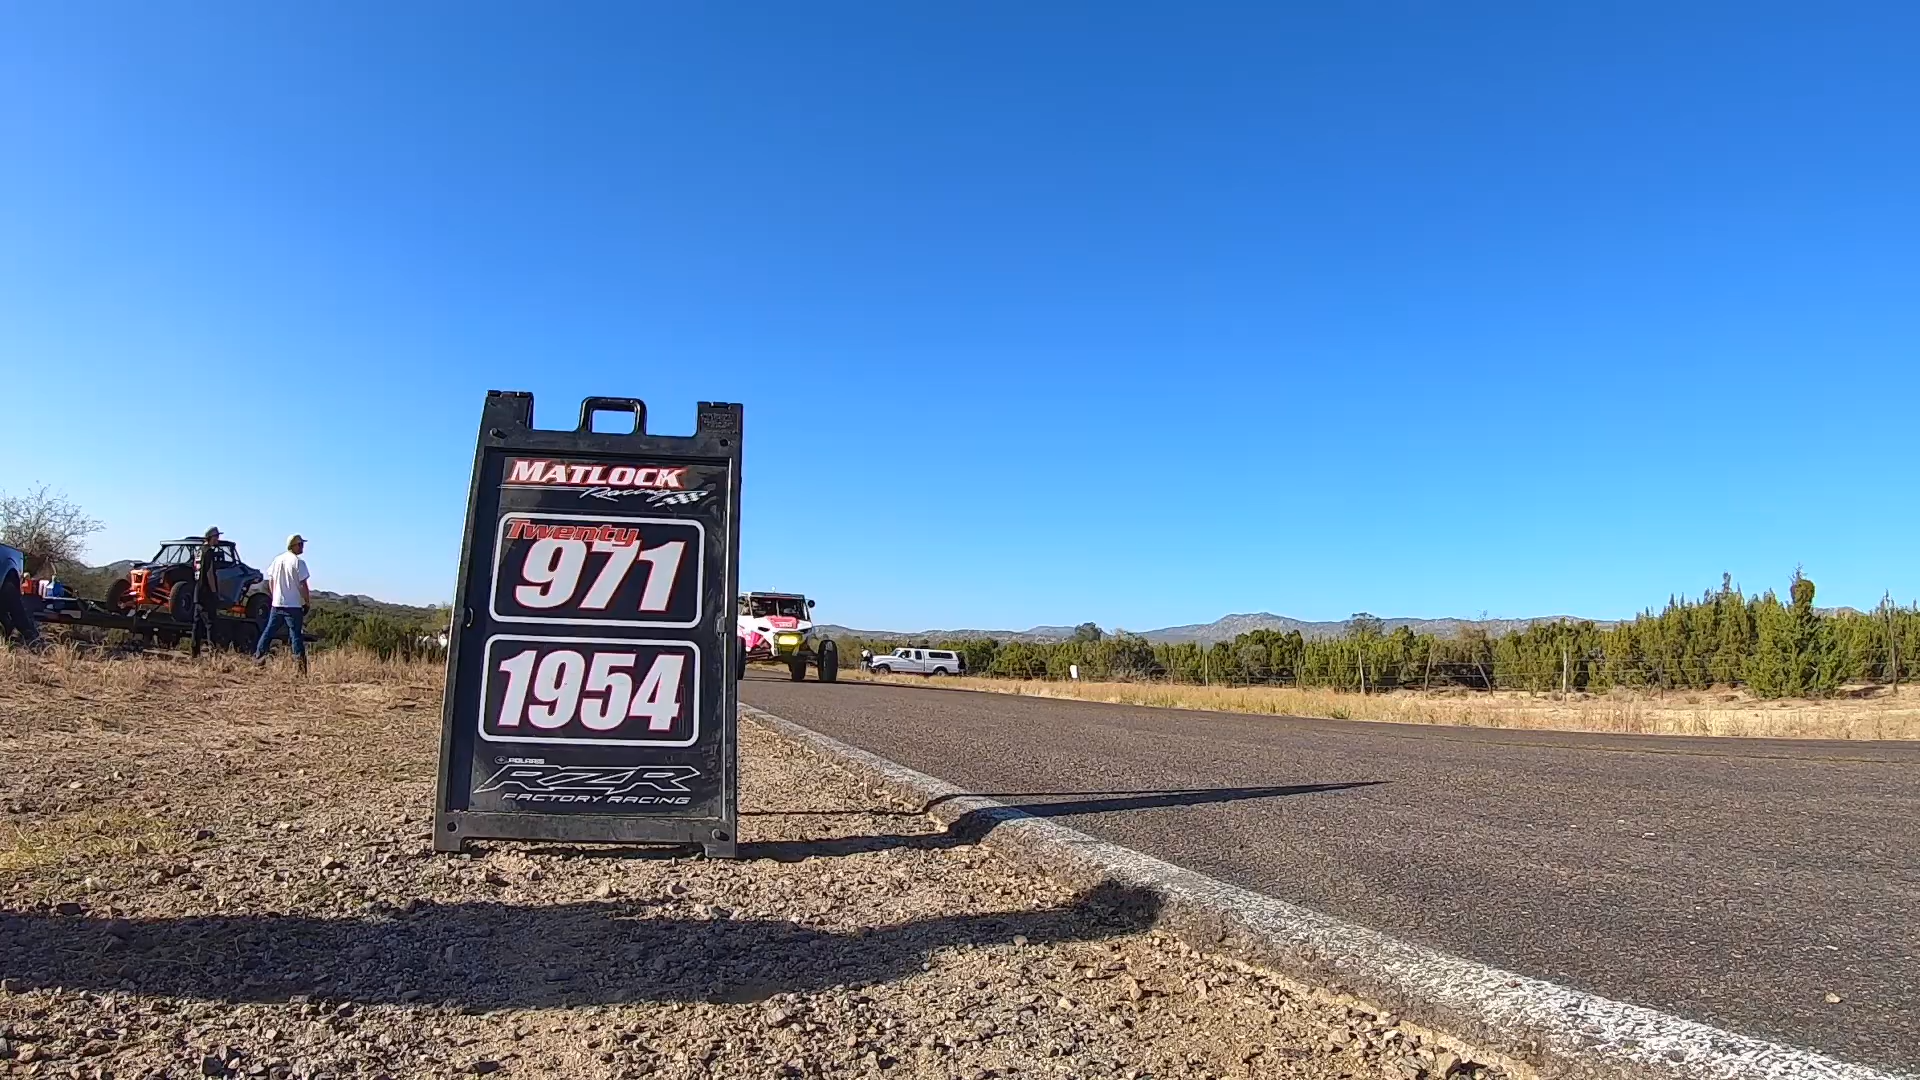 MATLOCK
Racing
Twenty
971
1954
POLARIS
RZR
FACTORY RACING